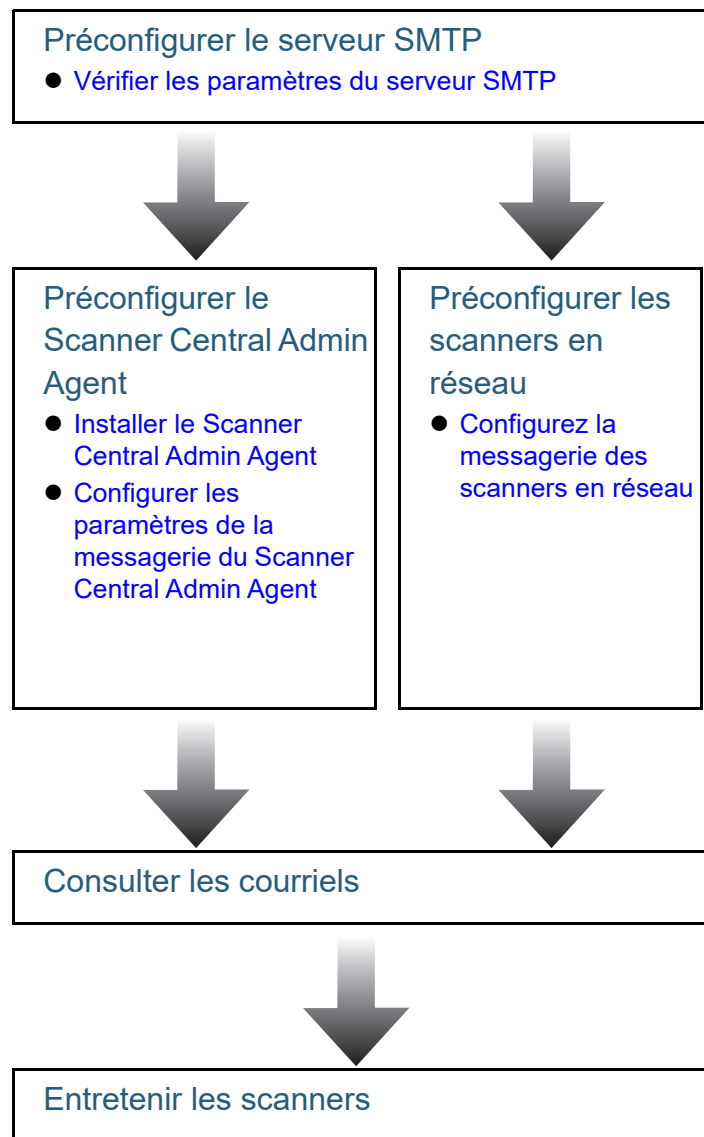 Préconfigurer le serveur SMTP
● Vérifier les paramètres du serveur SMTP
Préconfigurer le
Scanner Central Admin
Agent
● Installer le Scanner
Central Admin Agent
● Configurer les
paramètres de la
messagerie du Scanner
Central Admin Agent
Préconfigurer les
scanners en
réseau
● Configurez la
messagerie des
scanners en réseau
Consulter les courriels
Entretenir les scanners